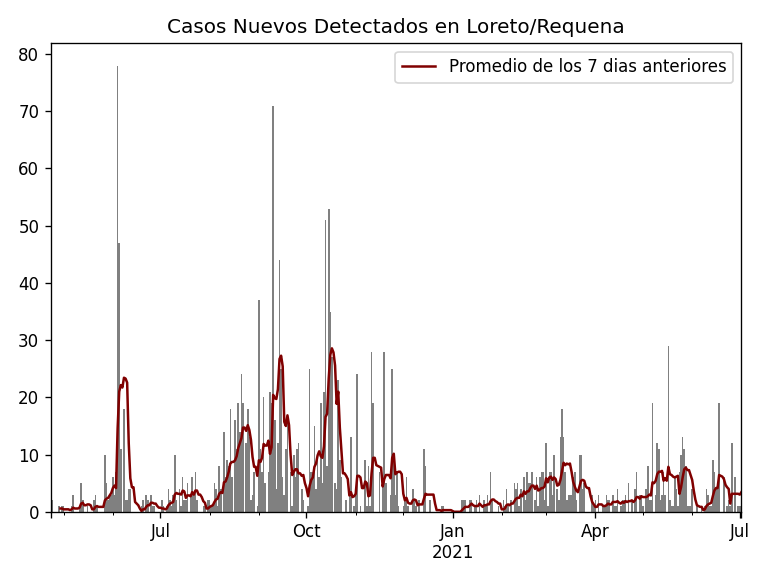 Casos Nuevos Detectados en Loreto/Requena
Promedio de los 7 dias anteriores
80
70
60
50
40
30
20
10
0
Jul
Oct
Jan
2021
Apr
Jul